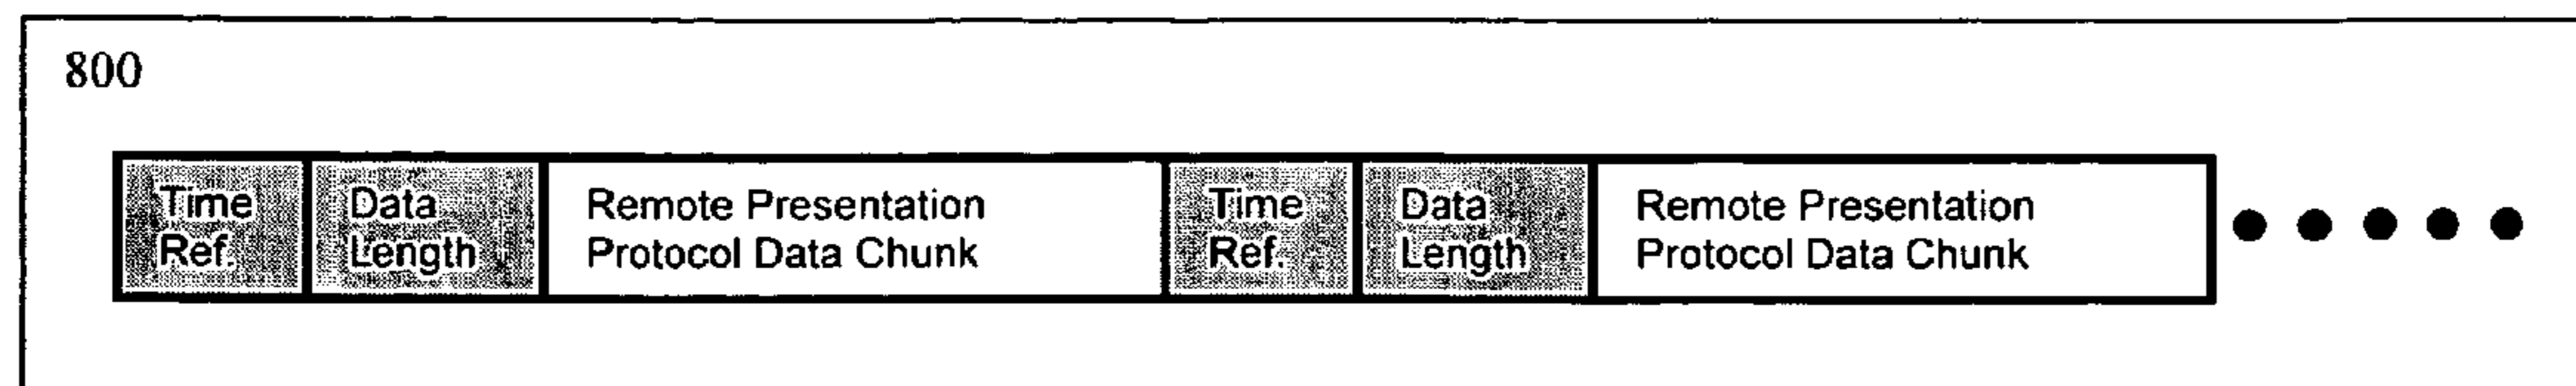 800
Time
Ref.
Data
Length
Remote Presentation
Protocol Data Chunk
Time
Ref.
Data
Length
Remote Presentation
Protocol Data Chunk